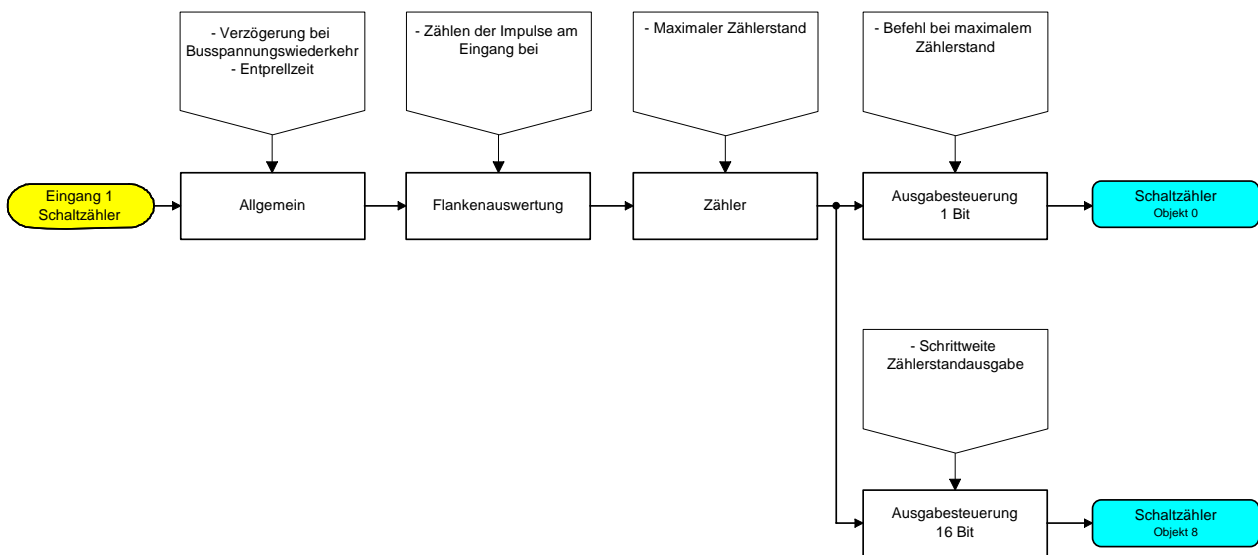 - Verzögerung bei
Busspannungswiederkehr
- Entprellzeit
- Zählen der Impulse am
Eingang bei
- Maximaler Zählerstand
- Befehl bei maximalem
Zählerstand
Eingang 1
Schaltzähler
Allgemein
Flankenauswertung
Zähler
Ausgabesteuerung
1 Bit
Schaltzähler
Objekt 0
- Schrittweite
Zählerstandausgabe
Ausgabesteuerung
16 Bit
Schaltzähler
Objekt 8